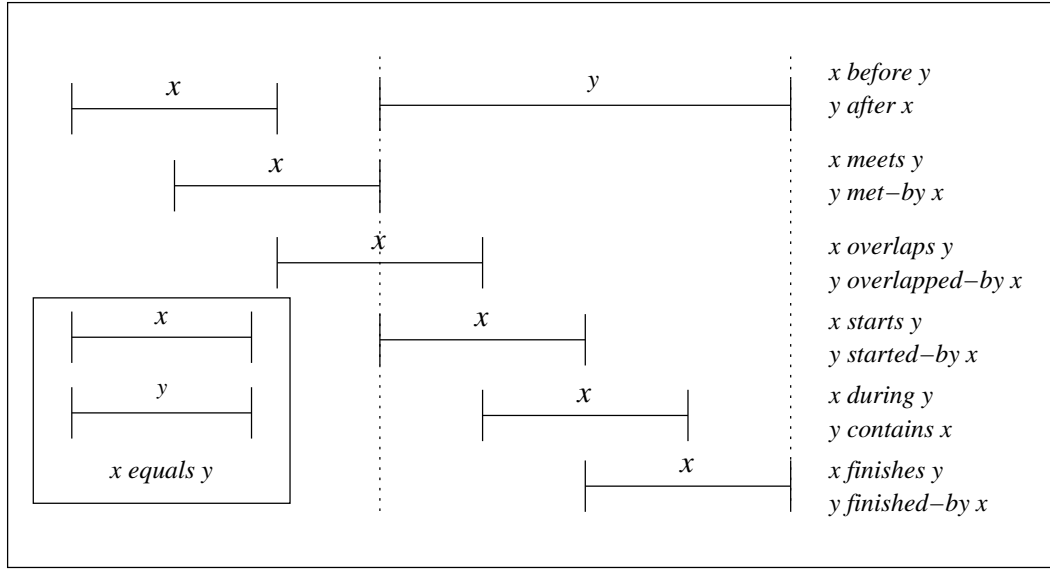 x
y
x before y
y after x
x
x meets y
y met−by x
x
x overlaps y
y overlapped−by x
x
x
x starts y
y started−by x
y
x
x during y
y contains x
x equals y
x
x finishes y
y finished−by x